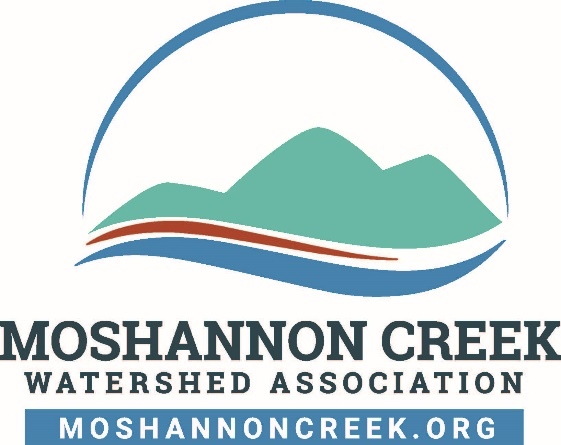 MOSHANNON CREEK
WATERSHED ASSOCIATION
MOSHANNONCREEK.ORG